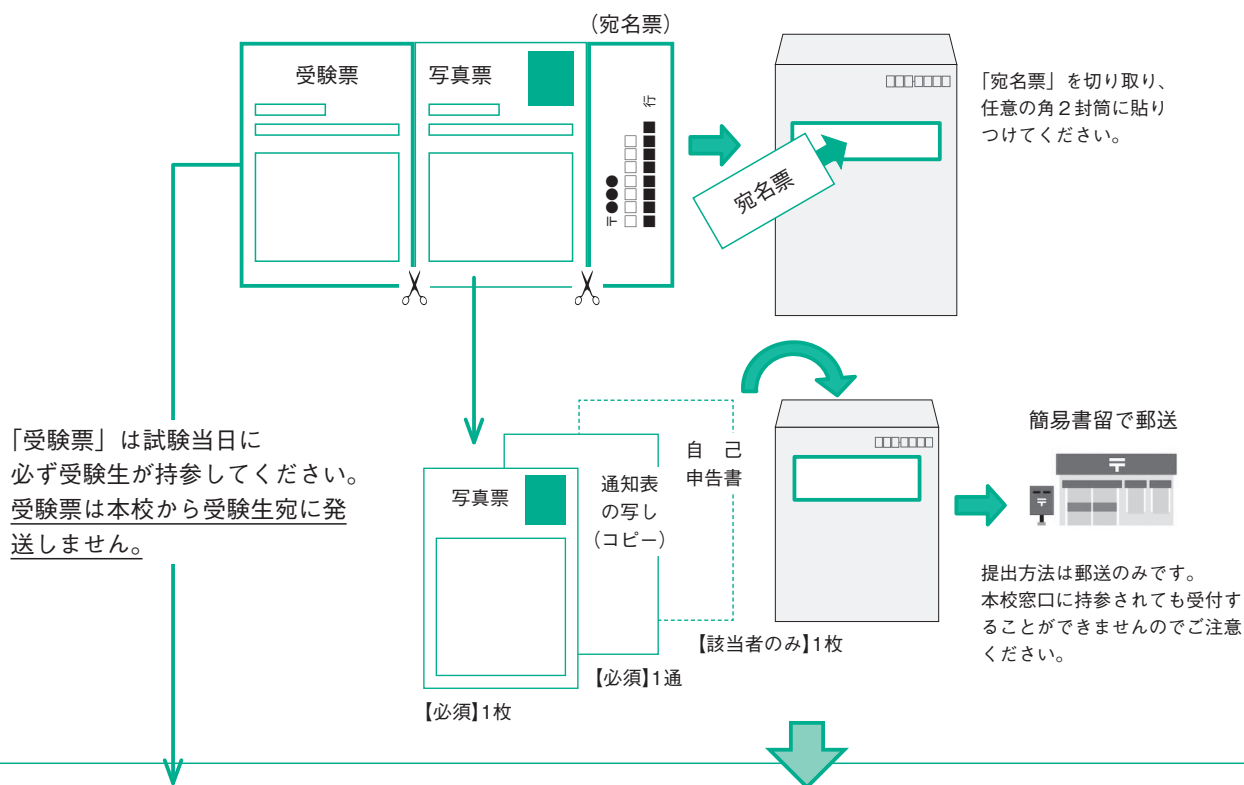 （宛名票）
受験票
写真票
〒●●●
□□□□□□□
■■■■■■■■ 行
宛名票
「宛名票」を切り取り、
任意の角２封筒に貼り
つけてください。
「受験票」は試験当日に
必ず受験生が持参してください。
受験票は本校から受験生宛に発
送しません。
写真票
【必須】1枚
通知表
の写し
（コピー）
【必須】1通
自　己
申告書
【該当者のみ】1枚
簡易書留で郵送
〒
〒
提出方法は郵送のみです。
本校窓口に持参されても受付す
ることができませんのでご注意
ください。